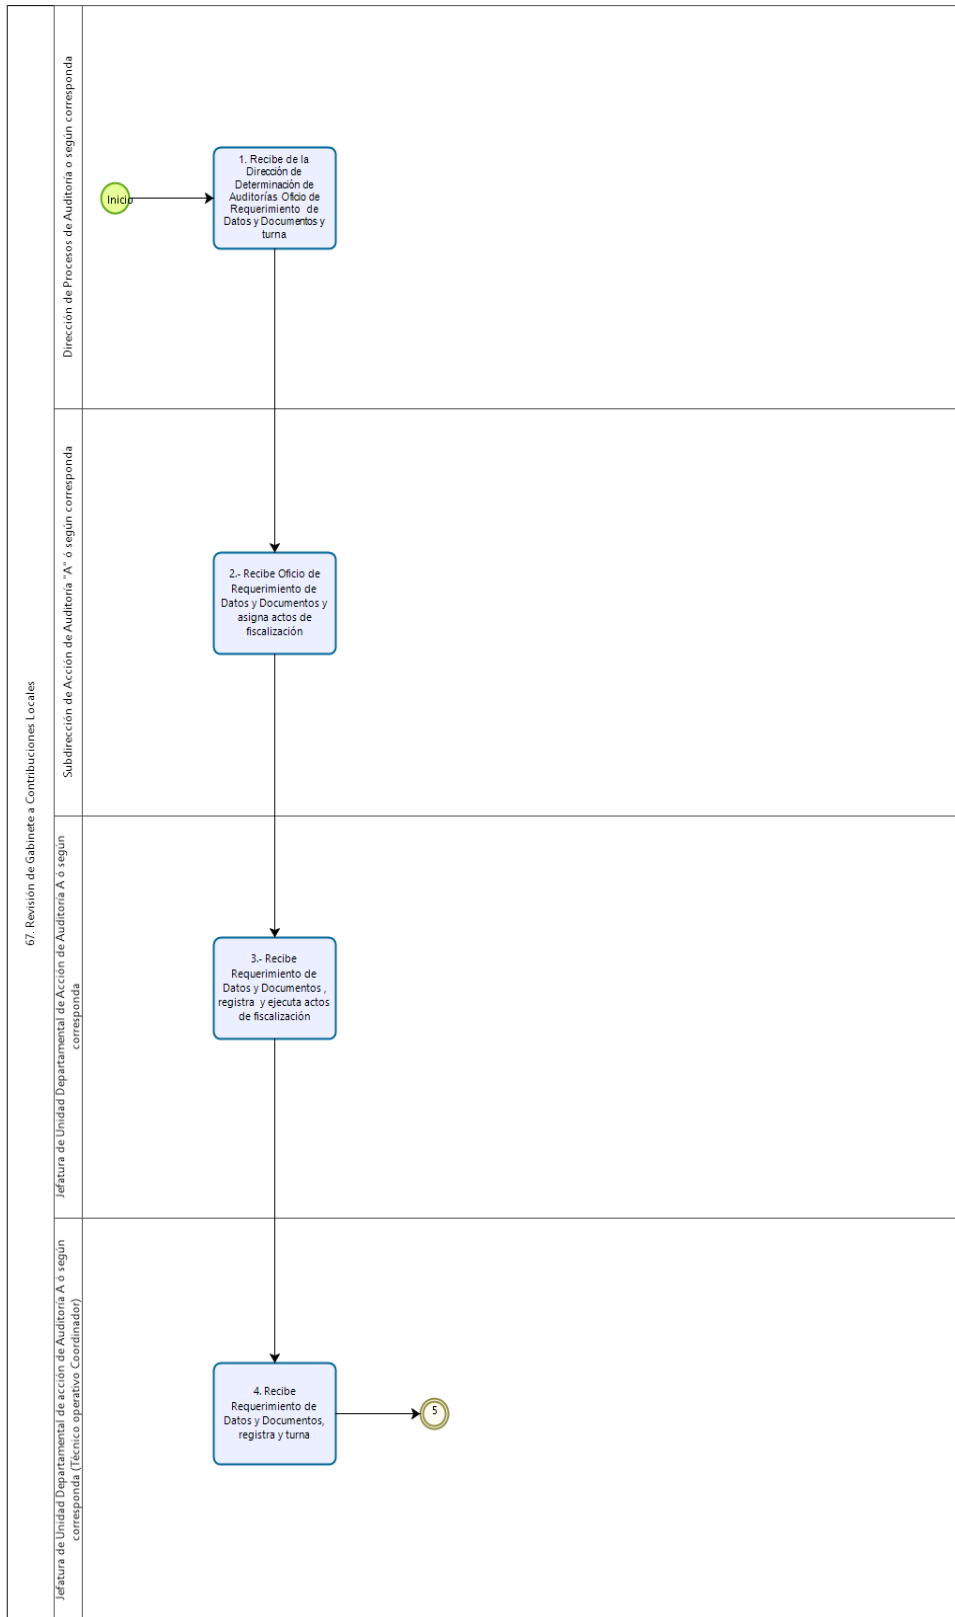 67. Revisión de Gabinete a Contribuciones Locales
Dirección de Procesos de Auditoría o según corresponda
Inicio
1. Recibe de la
Dirección de
Determinación de
Auditorías Oficio de
Requerimiento de
Datos y Documentos y
turna
Subdirección de Acción de Auditoría "A" ó según corresponda
2.- Recibe Oficio de
Requerimiento de
Datos y Documentos y
asigna actos de
fiscalización
Jefatura de Unidad Departamental de Acción de Auditoría A ó según
corresponda
3.- Recibe
Requerimiento de
Datos y Documentos ,
registra y ejecuta actos
de fiscalización
Jefatura de Unidad Departamental de acción de Auditoría A ó según
corresponda (Técnico operativo Coordinador)
4. Recibe
Requerimiento de
Datos y Documentos,
registra y turna
5